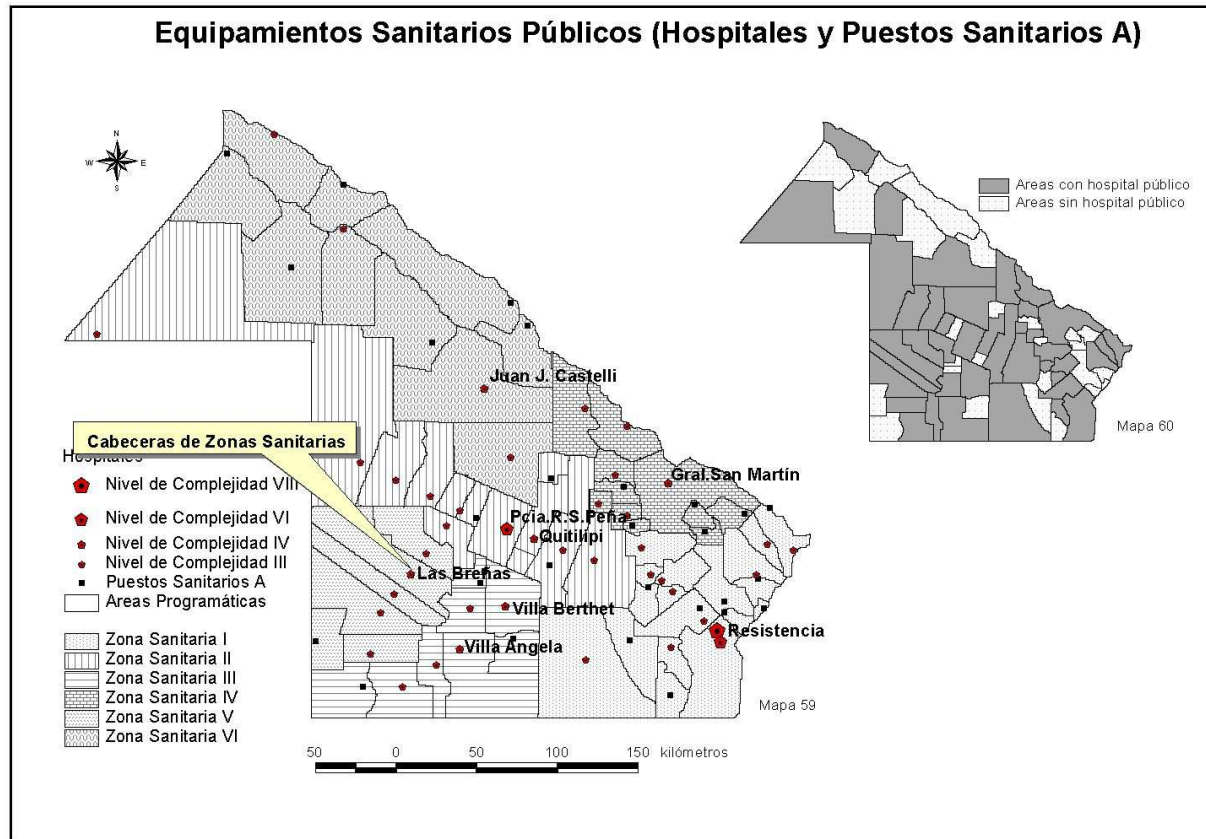 Equipamientos Sanitarios Públicos (Hospitales y Puestos Sanitarios A)
N
W E
S
Areas con hospital público
Areas sin hospital público
Mapa 60
Juan J. Castelli
Gral.San Martín
Pcia.R.S.Peña
Quitilipi
Las Breñas
Villa Berthet
Villa Angela
Resistencia
Cabeceras de Zonas Sanitarias
Hospitales
Nivel de Complejidad VIII
Nivel de Complejidad VI
Nivel de Complejidad IV
Nivel de Complejidad III
Puestos Sanitarios A
Areas Programáticas
Zona Sanitaria I
Zona Sanitaria II
Zona Sanitaria III
Zona Sanitaria IV
Zona Sanitaria V
Zona Sanitaria VI
Mapa 59
50 0 50 100 150 kilómetros